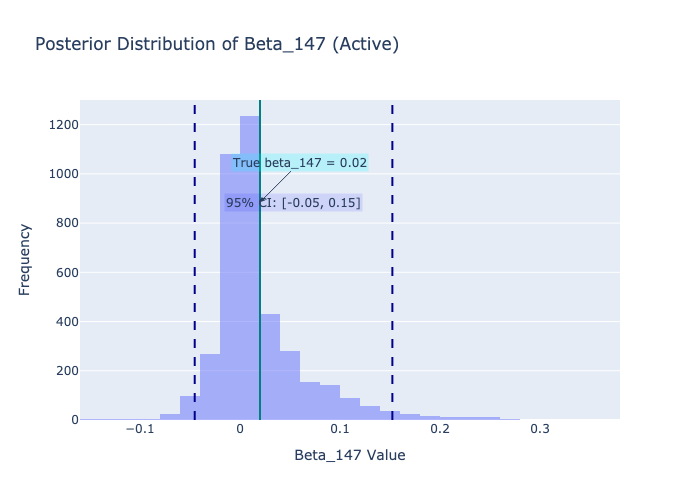 Posterior Distribution of Beta_147 (Active)
1200
1000
800
600
400
200
0
Frequency
True beta_147 = 0.02
95% CI: [-0.05, 0.15]
−0.1
0
0.1
0.2
0.3
Beta_147 Value